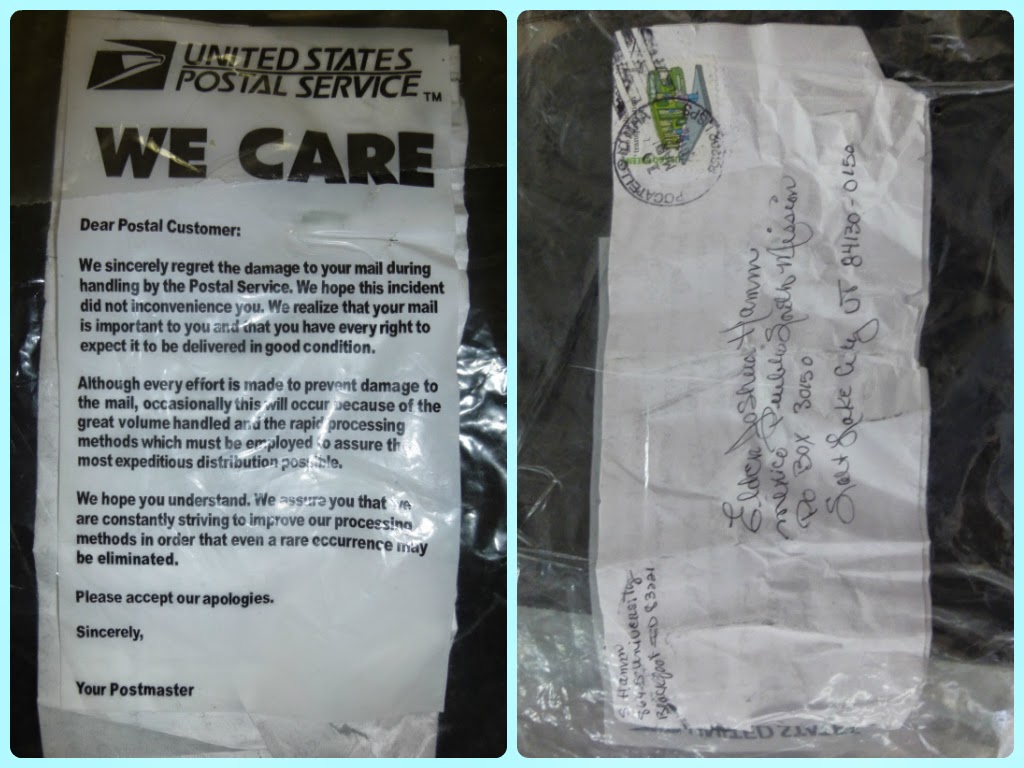 UNITED STATES
POSTAL SERVICE™
WE CARE
Dear Postal Customer:
We sincerely regret the damage to your mail during
handling by the Postal Service. We hope this incident
did not inconvenience you. We realize that your mail
is important to you and that you have every right to
expect it to be delivered in good condition.
Although every effort is made to prevent damage to
the mail, occasionally this will occur because of the
great volume handled and the rapid processing
methods which must be employed to assure the
most expeditious distribution possible.
We hope you understand. We assure you that we
are constantly striving to improve our processing
methods in order that even a rare occurrence may
be eliminated.
Please accept our apologies.
Sincerely,
Your Postmaster
S Hamm
864 S University
Blackfoot ID 83221
POCATELLO
USPS
Elder Joshua Hamm
Mexico Puebla South Mission
PO BOX 30150
Salt Lake City UT 84130-0150